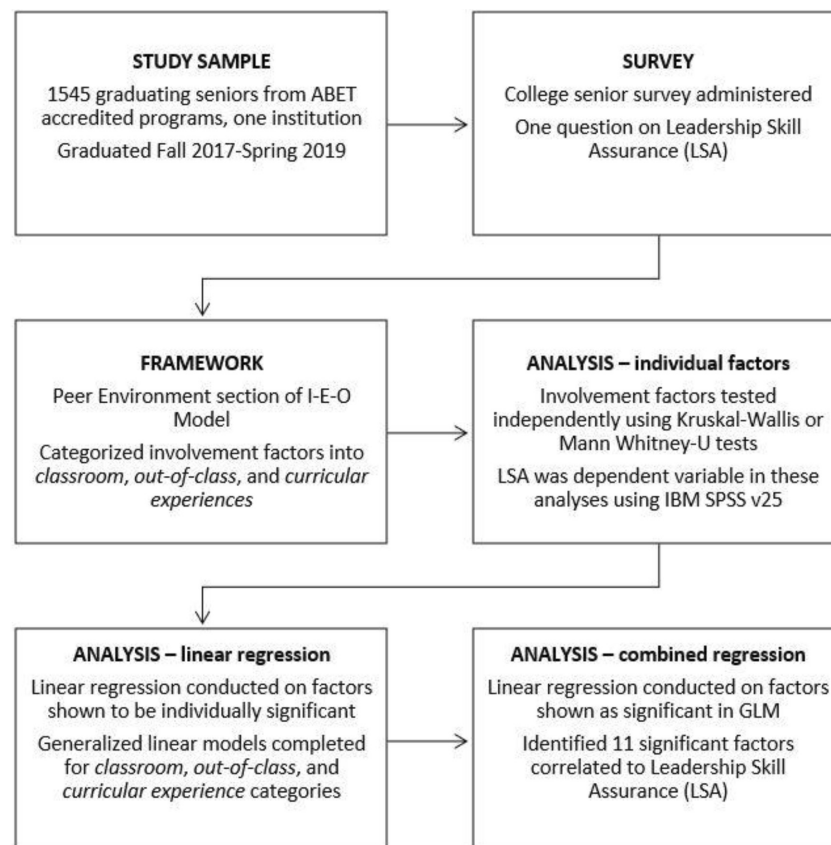 STUDY SAMPLE
1545 graduating seniors from ABET
accredited programs, one institution
Graduated Fall 2017-Spring 2019
SURVEY
College senior survey administered
One question on Leadership Skill
Assurance (LSA)
FRAMEWORK
Peer Environment section of I-E-O
Model
Categorized involvement factors into
classroom, out-of-class, and curricular
experiences
ANALYSIS – individual factors
Involvement factors tested
independently using Kruskal-Wallis or
Mann Whitney-U tests
LSA was dependent variable in these
analyses using IBM SPSS v25
ANALYSIS – linear regression
Linear regression conducted on factors
shown to be individually significant
Generalized linear models completed
for classroom, out-of-class, and
curricular experience categories
ANALYSIS – combined regression
Linear regression conducted on factors
shown as significant in GLM
Identified 11 significant factors
correlated to Leadership Skill
Assurance (LSA)